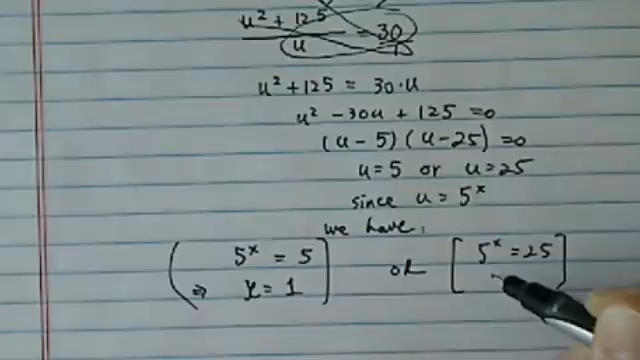 u² + 125 / u = 30
u² + 125 = 30·u
u² - 30u + 125 = 0
(u - 5)(u - 25) = 0
u = 5 or u = 25
since u = 5ˣ
we have,
( 5ˣ = 5 ] or [ 5ˣ = 25 ]
⇒ x = 1